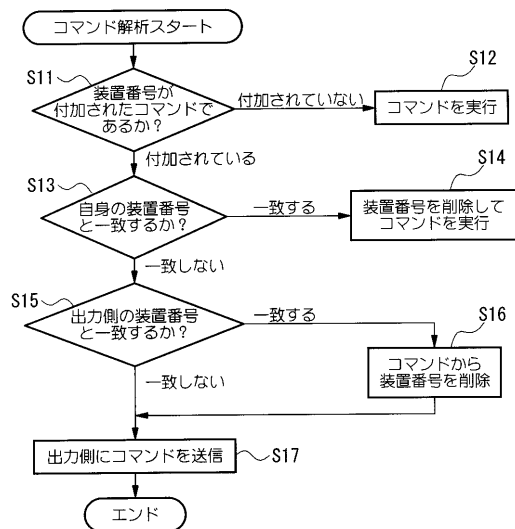 コマンド解析スタート
S11
装置番号が
付加されたコマンドで
あるか?
付加されていない
S12
コマンドを実行
付加されている
S13
自身の装置番号
と一致するか?
一致する
S14
装置番号を削除して
コマンドを実行
一致しない
S15
出力側の装置番号
と一致するか?
一致する
S16
コマンドから
装置番号を削除
一致しない
出力側にコマンドを送信
S17
エンド